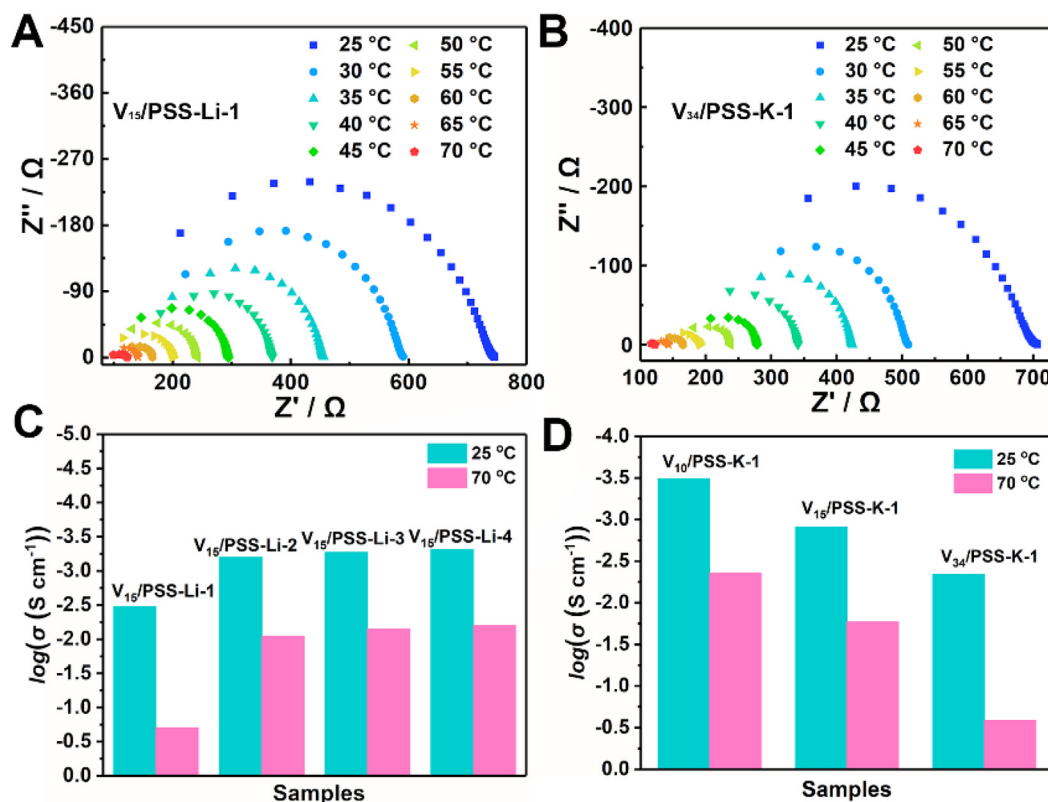 A
-450
-360
-270
-180
-90
0
Z'' / Ω
V₁₅/PSS-Li-1
25 °C 50 °C
30 °C 55 °C
35 °C 60 °C
40 °C 65 °C
45 °C 70 °C
200 400 600 800
Z' / Ω
B
-400
-300
-200
-100
0
Z'' / Ω
V₃₄/PSS-K-1
25 °C 50 °C
30 °C 55 °C
35 °C 60 °C
40 °C 65 °C
45 °C 70 °C
100 200 300 400 500 600 700
Z' / Ω
C
-5.0
-4.5
-4.0
-3.5
-3.0
-2.5
-2.0
-1.5
-1.0
-0.5
0.0
log(σ (S cm⁻¹))
25 °C
70 °C
V₁₅/PSS-Li-1
V₁₅/PSS-Li-2
V₁₅/PSS-Li-3
V₁₅/PSS-Li-4
Samples
D
-4.0
-3.5
-3.0
-2.5
-2.0
-1.5
-1.0
-0.5
0.0
log(σ (S cm⁻¹))
25 °C
70 °C
V₁₀/PSS-K-1
V₁₅/PSS-K-1
V₃₄/PSS-K-1
Samples